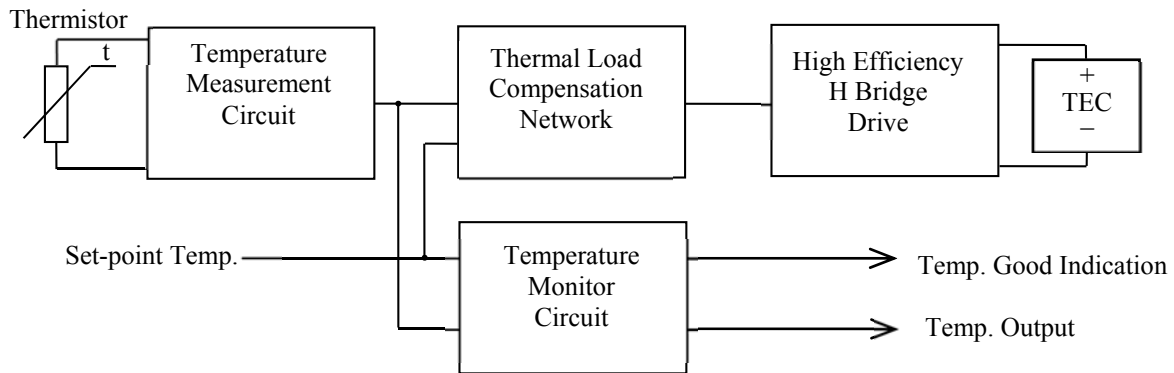 Thermistor
t
Temperature
Measurement
Circuit
Thermal Load
Compensation
Network
High Efficiency
H Bridge
Drive
+
TEC
−
Set-point Temp.
Temperature
Monitor
Circuit
Temp. Good Indication
Temp. Output